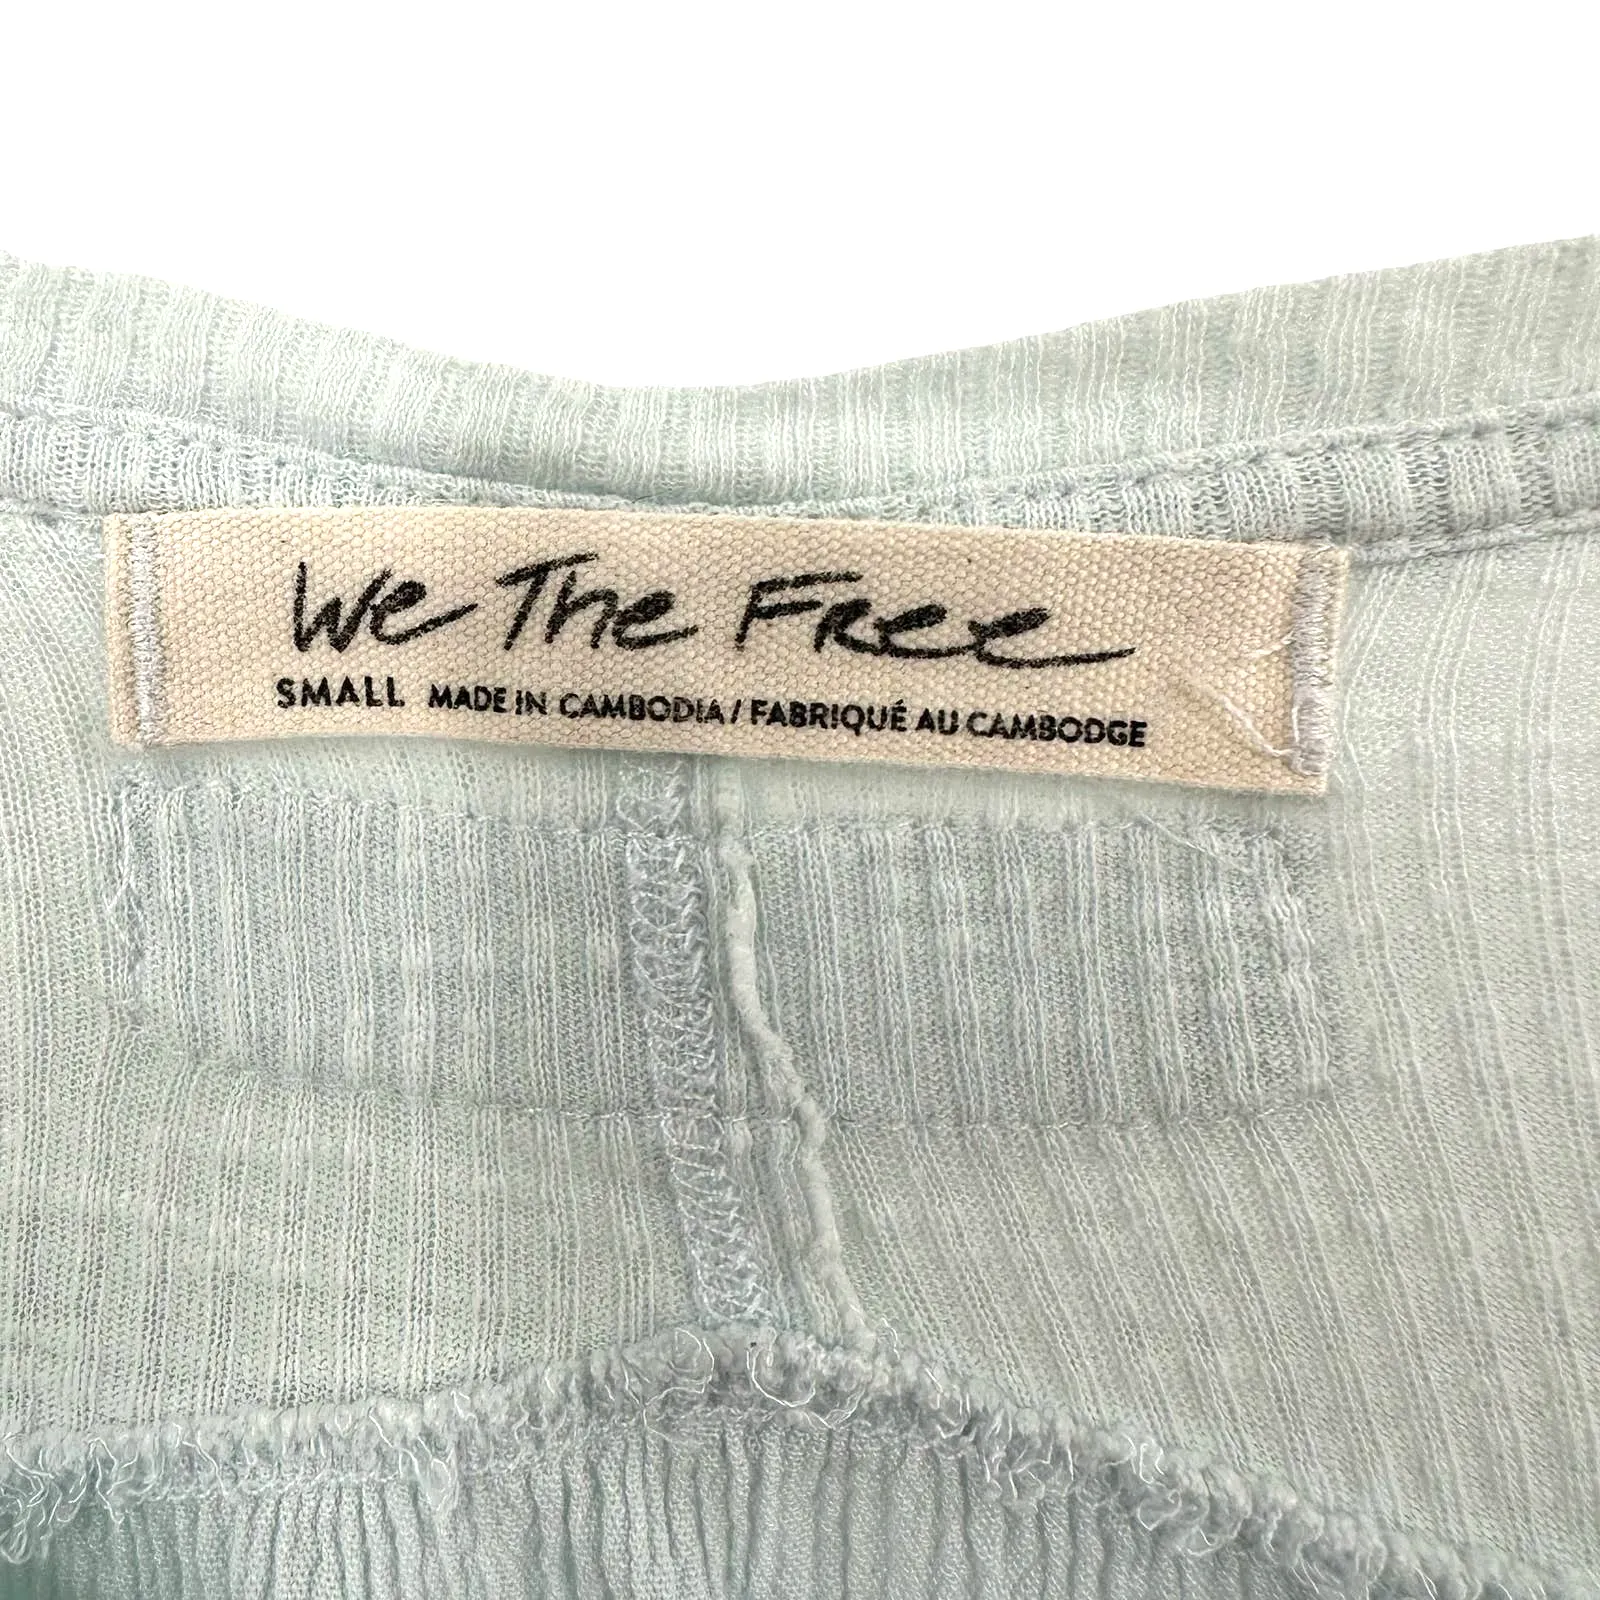 We The Free
SMALL MADE IN CAMBODIA / FABRIQUÉ AU CAMBODGE